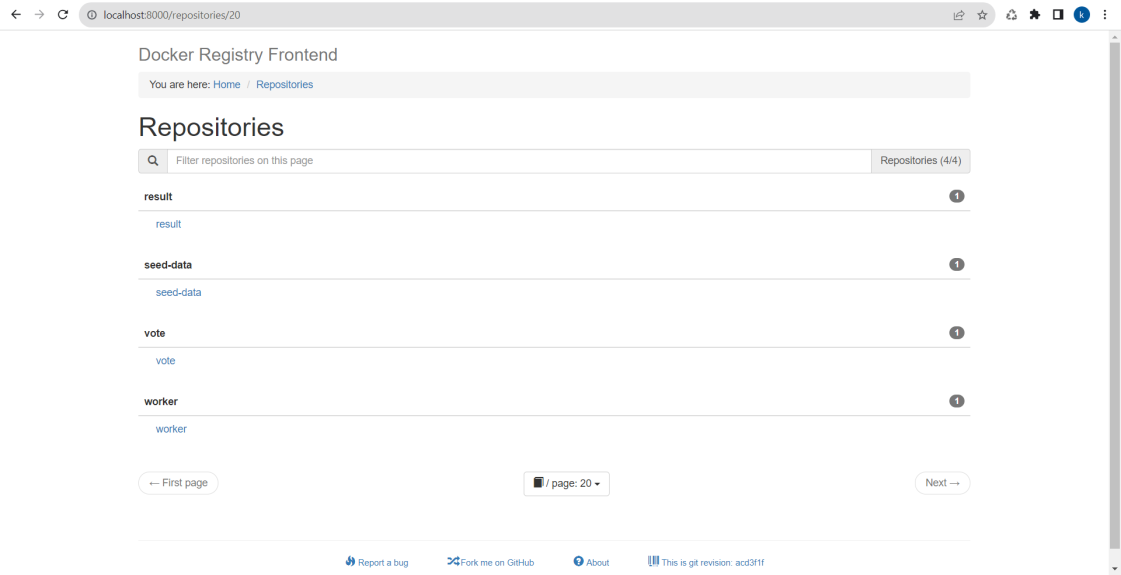 localhost:8000/repositories/20
k
Docker Registry Frontend
You are here: Home / Repositories
Repositories
Filter repositories on this page
Repositories (4/4)
result 1
result
seed-data 1
seed-data
vote 1
vote
worker 1
worker
← First page
/ page: 20
Next →
Report a bug
Fork me on GitHub
About
This is git revision: acd3f1f